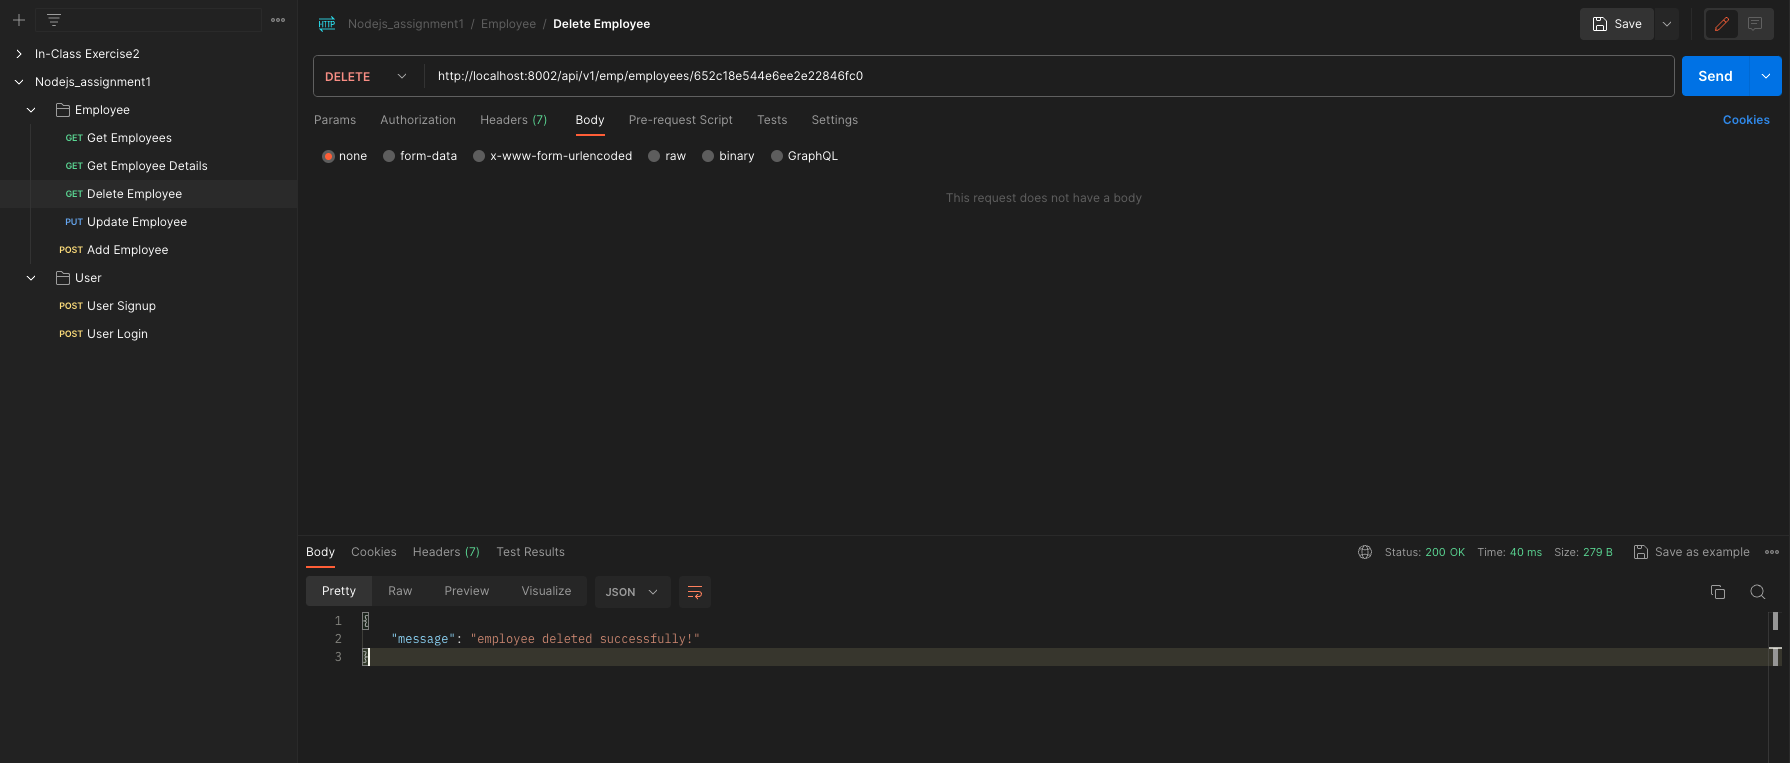 In-Class Exercise2
Nodejs_assignment1
Employee
GET Get Employees
GET Get Employee Details
GET Delete Employee
PUT Update Employee
POST Add Employee
User
POST User Signup
POST User Login
HTTP Nodejs_assignment1 / Employee / Delete Employee
Save
DELETE http://localhost:8002/api/v1/emp/employees/652c18e544e6ee2e22846fc0
Send
Params Authorization Headers (7) Body Pre-request Script Tests Settings Cookies
none form-data x-www-form-urlencoded raw binary GraphQL
This request does not have a body
Body Cookies Headers (7) Test Results Status: 200 OK Time: 40 ms Size: 279 B Save as example
Pretty Raw Preview Visualize JSON
1 {
2 "message": "employee deleted successfully!"
3 }